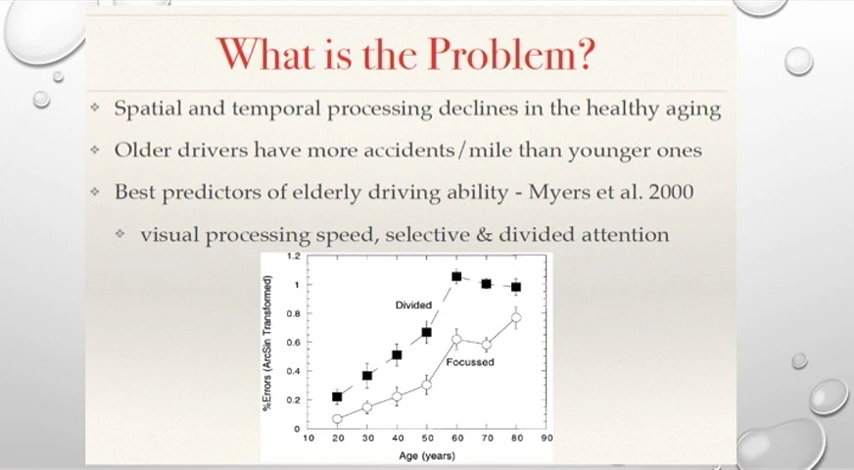 What is the Problem?
Spatial and temporal processing declines in the healthy aging
Older drivers have more accidents/mile than younger ones
Best predictors of elderly driving ability - Myers et al. 2000
visual processing speed, selective & divided attention
%Errors (ArcSin Transformed)
1.2
1
0.8
0.6
0.4
0.2
0
Divided
Focussed
10 20 30 40 50 60 70 80 90
Age (years)